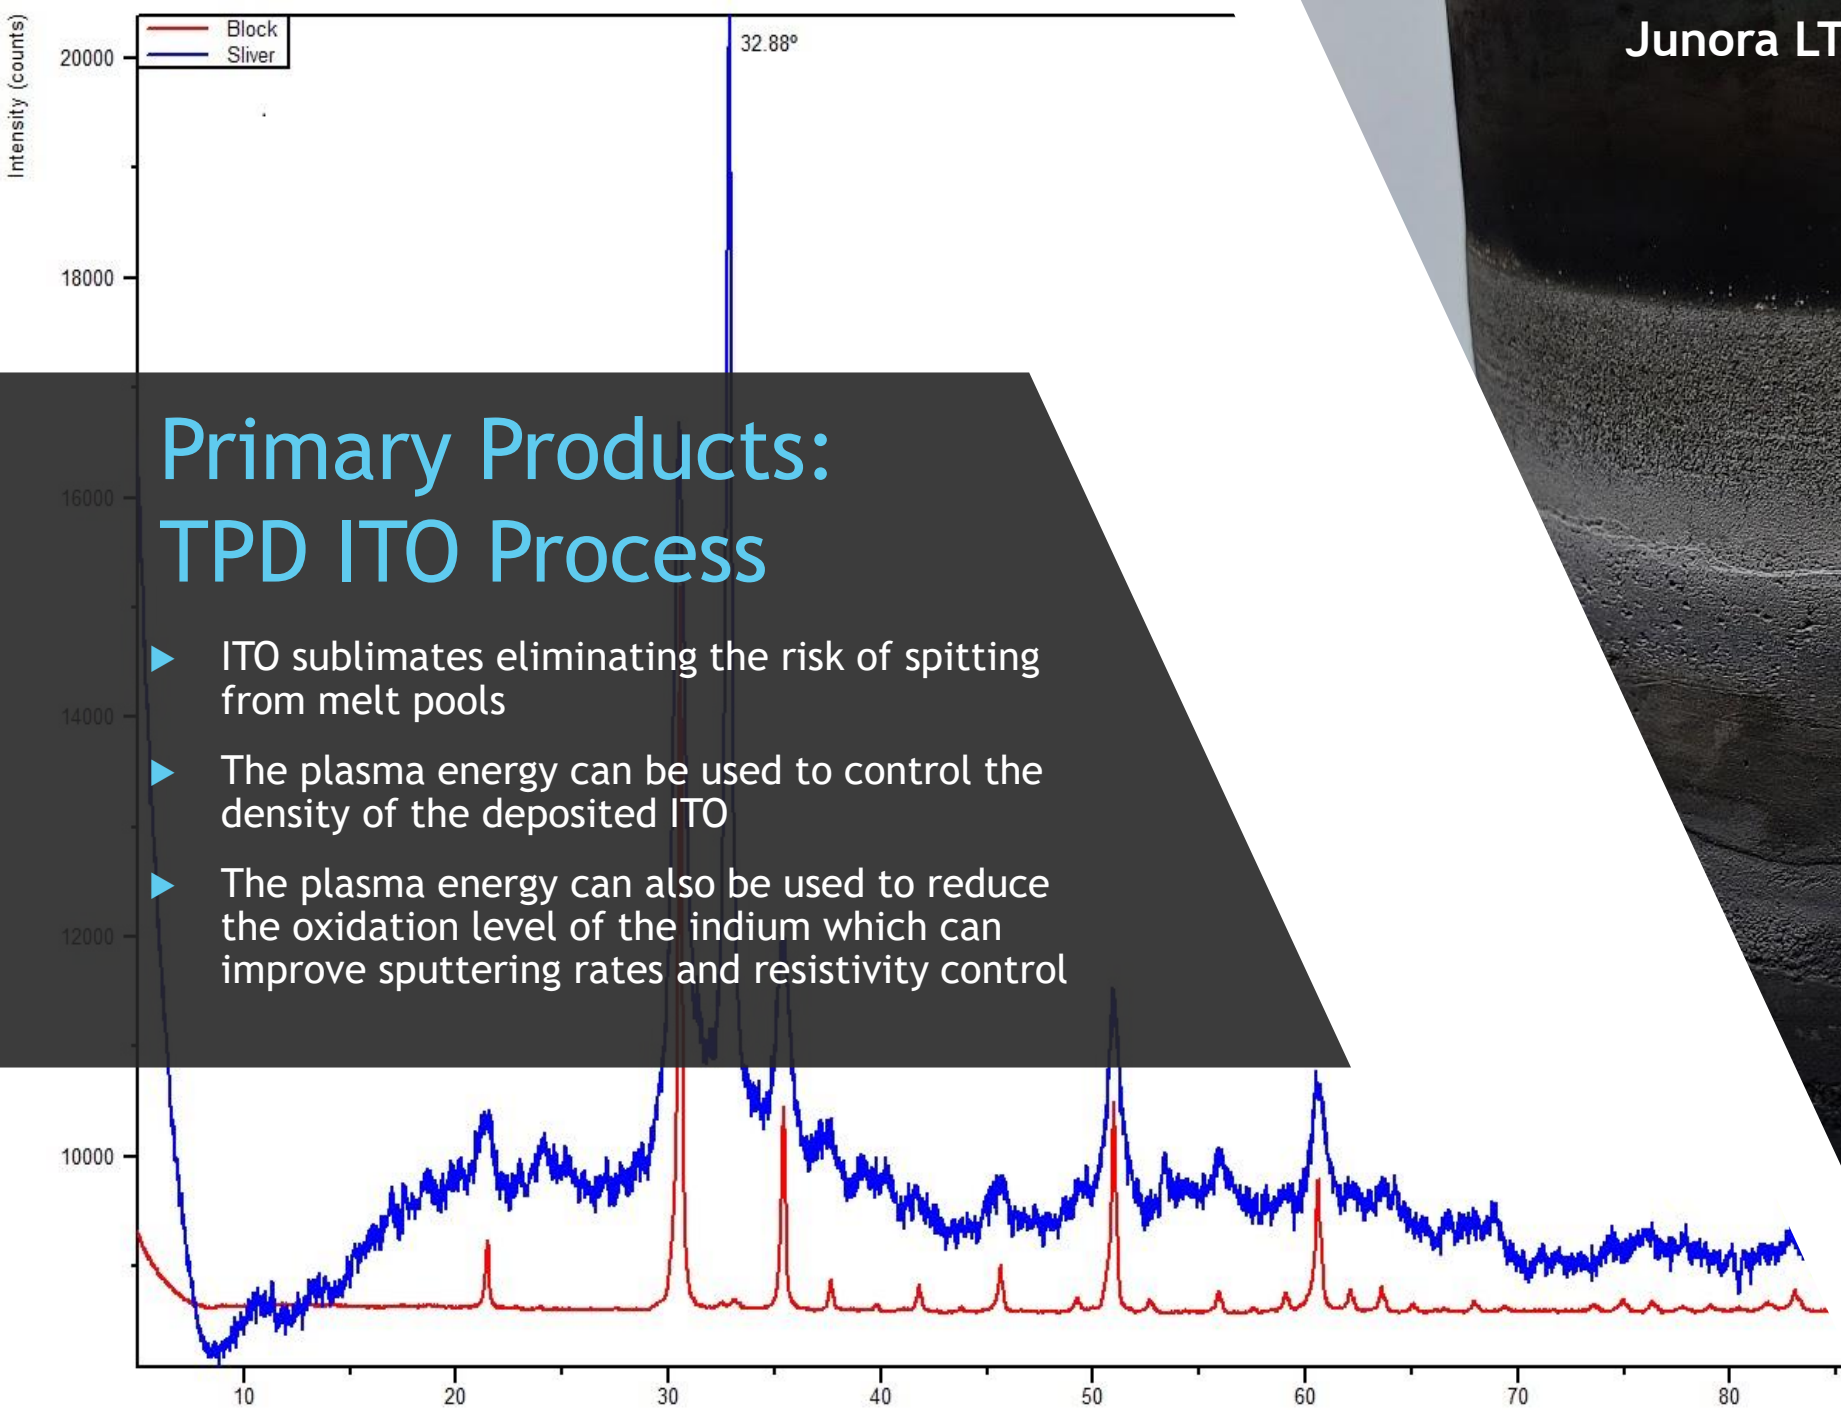 Junora LT
Intensity (counts)
Block
Sliver
32.88º
20000
18000
16000
14000
12000
10000
Primary Products:
TPD ITO Process
ITO sublimates eliminating the risk of spitting
from melt pools
The plasma energy can be used to control the
density of the deposited ITO
The plasma energy can also be used to reduce
the oxidation level of the indium which can
improve sputtering rates and resistivity control
10 20 30 40 50 60 70 80